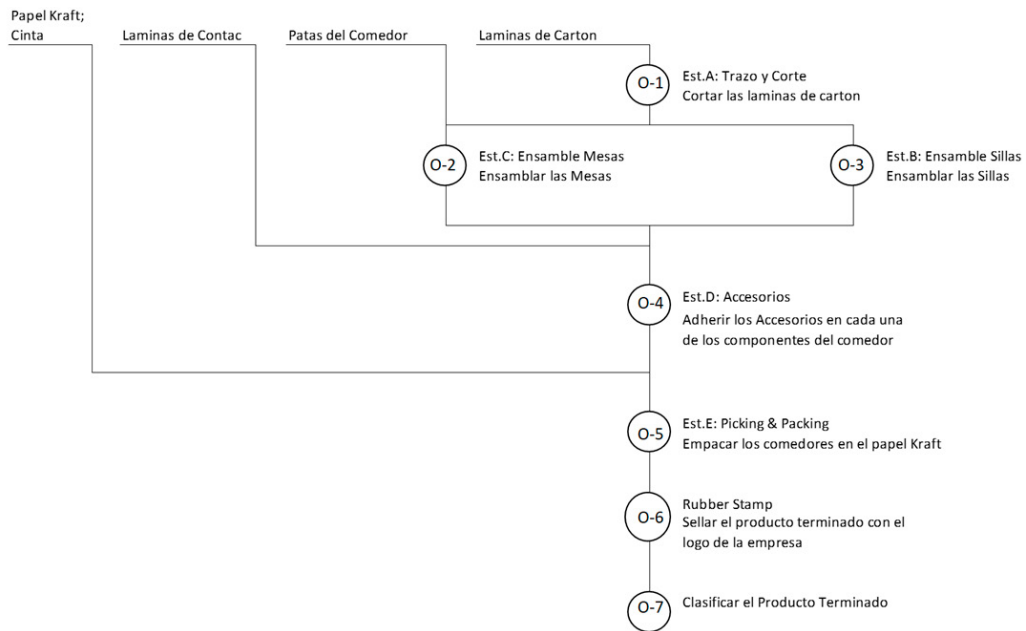 Papel Kraft;
Cinta
Laminas de Contac
Patas del Comedor
Laminas de Carton
O-1
Est.A: Trazo y Corte
Cortar las laminas de carton
O-2
Est.C: Ensamble Mesas
Ensamblar las Mesas
O-3
Est.B: Ensamble Sillas
Ensamblar las Sillas
O-4
Est.D: Accesorios
Adherir los Accesorios en cada una
de los componentes del comedor
O-5
Est.E: Picking & Packing
Empacar los comedores en el papel Kraft
O-6
Rubber Stamp
Sellar el producto terminado con el
logo de la empresa
O-7
Clasificar el Producto Terminado